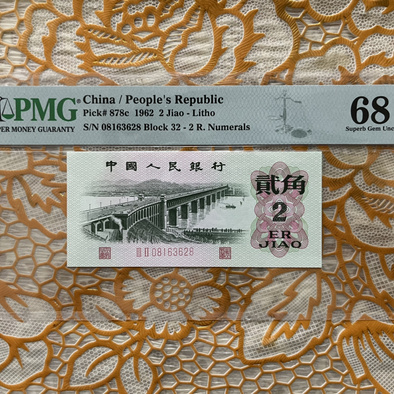 PMG
PER MONEY GUARANTY
China / People's Republic
Pick# 878c 1962 2 Jiao - Litho
S/N 08163628 Block 32 - 2 R. Numerals
68
Superb Gem Unc
中國人民銀行
貳角
2
ER
JIAO
III II 08163628